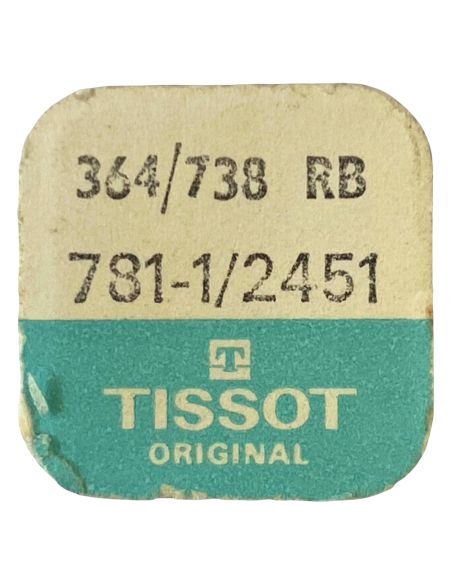 364/738 RB
781-1/2451
T
TISSOT
ORIGINAL